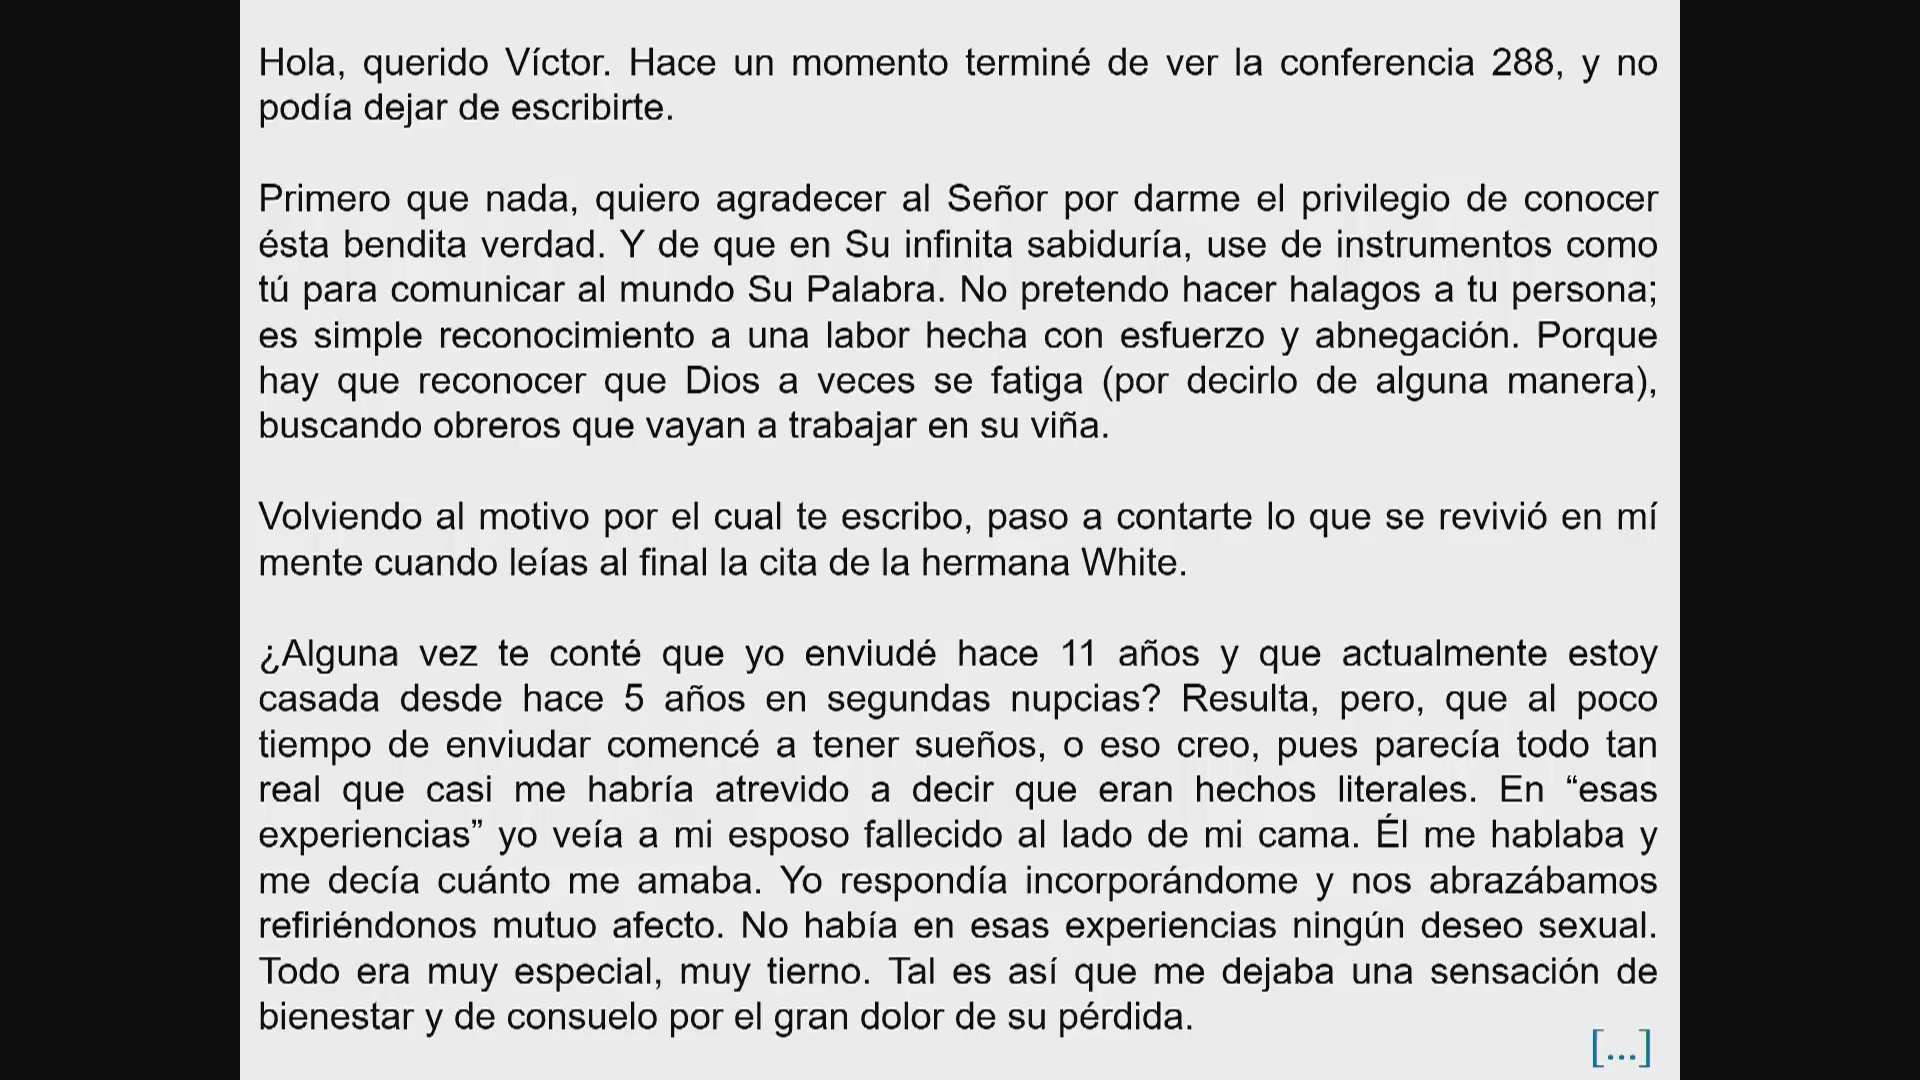 Hola, querido Víctor. Hace un momento terminé de ver la conferencia 288, y no
podía dejar de escribirte.
Primero que nada, quiero agradecer al Señor por darme el privilegio de conocer
ésta bendita verdad. Y de que en Su infinita sabiduría, use de instrumentos como
tú para comunicar al mundo Su Palabra. No pretendo hacer halagos a tu persona;
es simple reconocimiento a una labor hecha con esfuerzo y abnegación. Porque
hay que reconocer que Dios a veces se fatiga (por decirlo de alguna manera),
buscando obreros que vayan a trabajar en su viña.
Volviendo al motivo por el cual te escribo, paso a contarte lo que se revivió en mí
mente cuando leías al final la cita de la hermana White.
¿Alguna vez te conté que yo enviudé hace 11 años y que actualmente estoy
casada desde hace 5 años en segundas nupcias? Resulta, pero, que al poco
tiempo de enviudar comencé a tener sueños, o eso creo, pues parecía todo tan
real que casi me habría atrevido a decir que eran hechos literales. En “esas
experiencias” yo veía a mi esposo fallecido al lado de mi cama. Él me hablaba y
me decía cuánto me amaba. Yo respondía incorporándome y nos abrazábamos
refiriéndonos mutuo afecto. No había en esas experiencias ningún deseo sexual.
Todo era muy especial, muy tierno. Tal es así que me dejaba una sensación de
bienestar y de consuelo por el gran dolor de su pérdida.
[...]